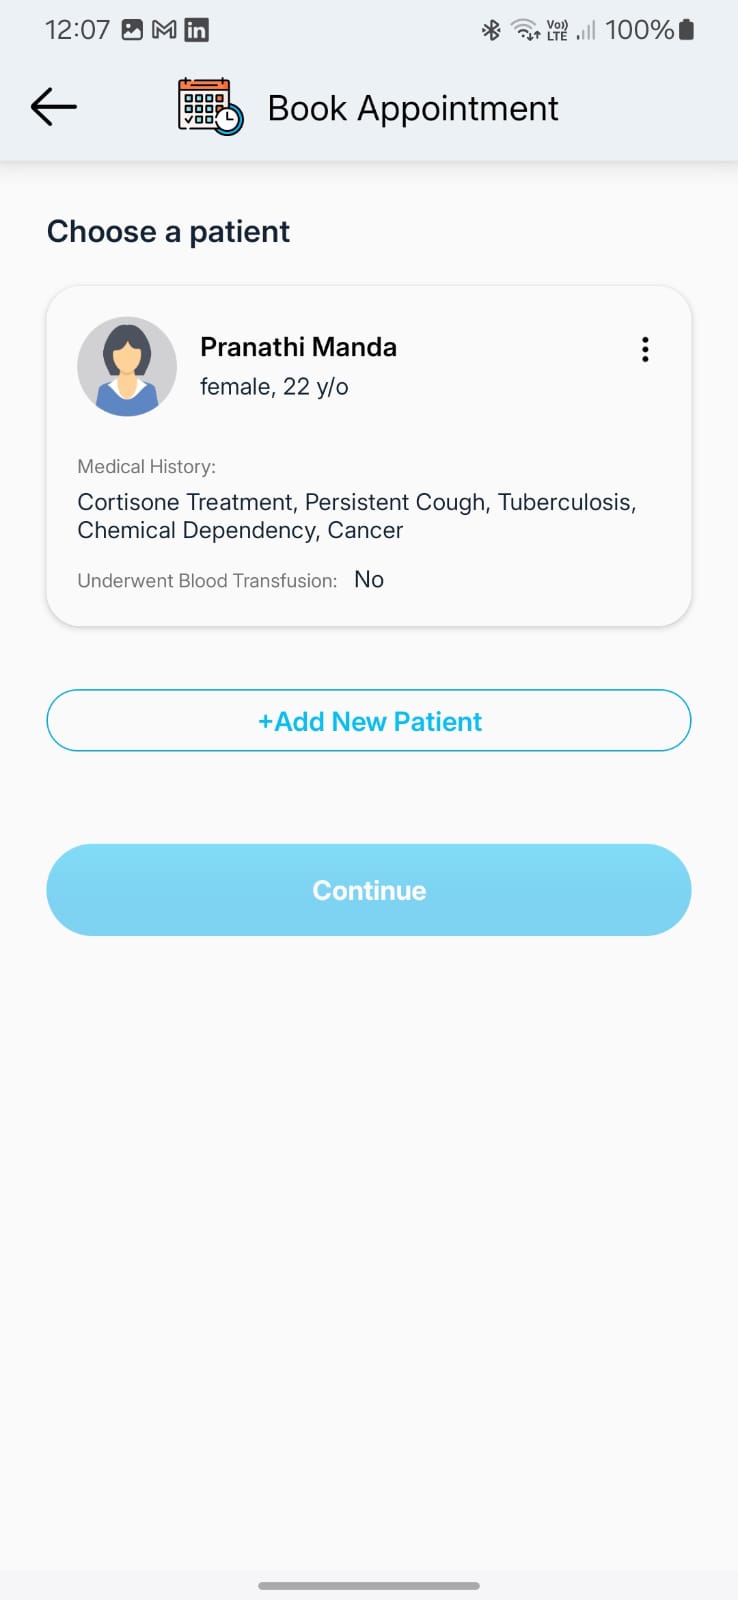 12:07
Vo))
LTE
100%
Book Appointment
Choose a patient
Pranathi Manda
female, 22 y/o
Medical History:
Cortisone Treatment, Persistent Cough, Tuberculosis,
Chemical Dependency, Cancer
Underwent Blood Transfusion: No
+Add New Patient
Continue